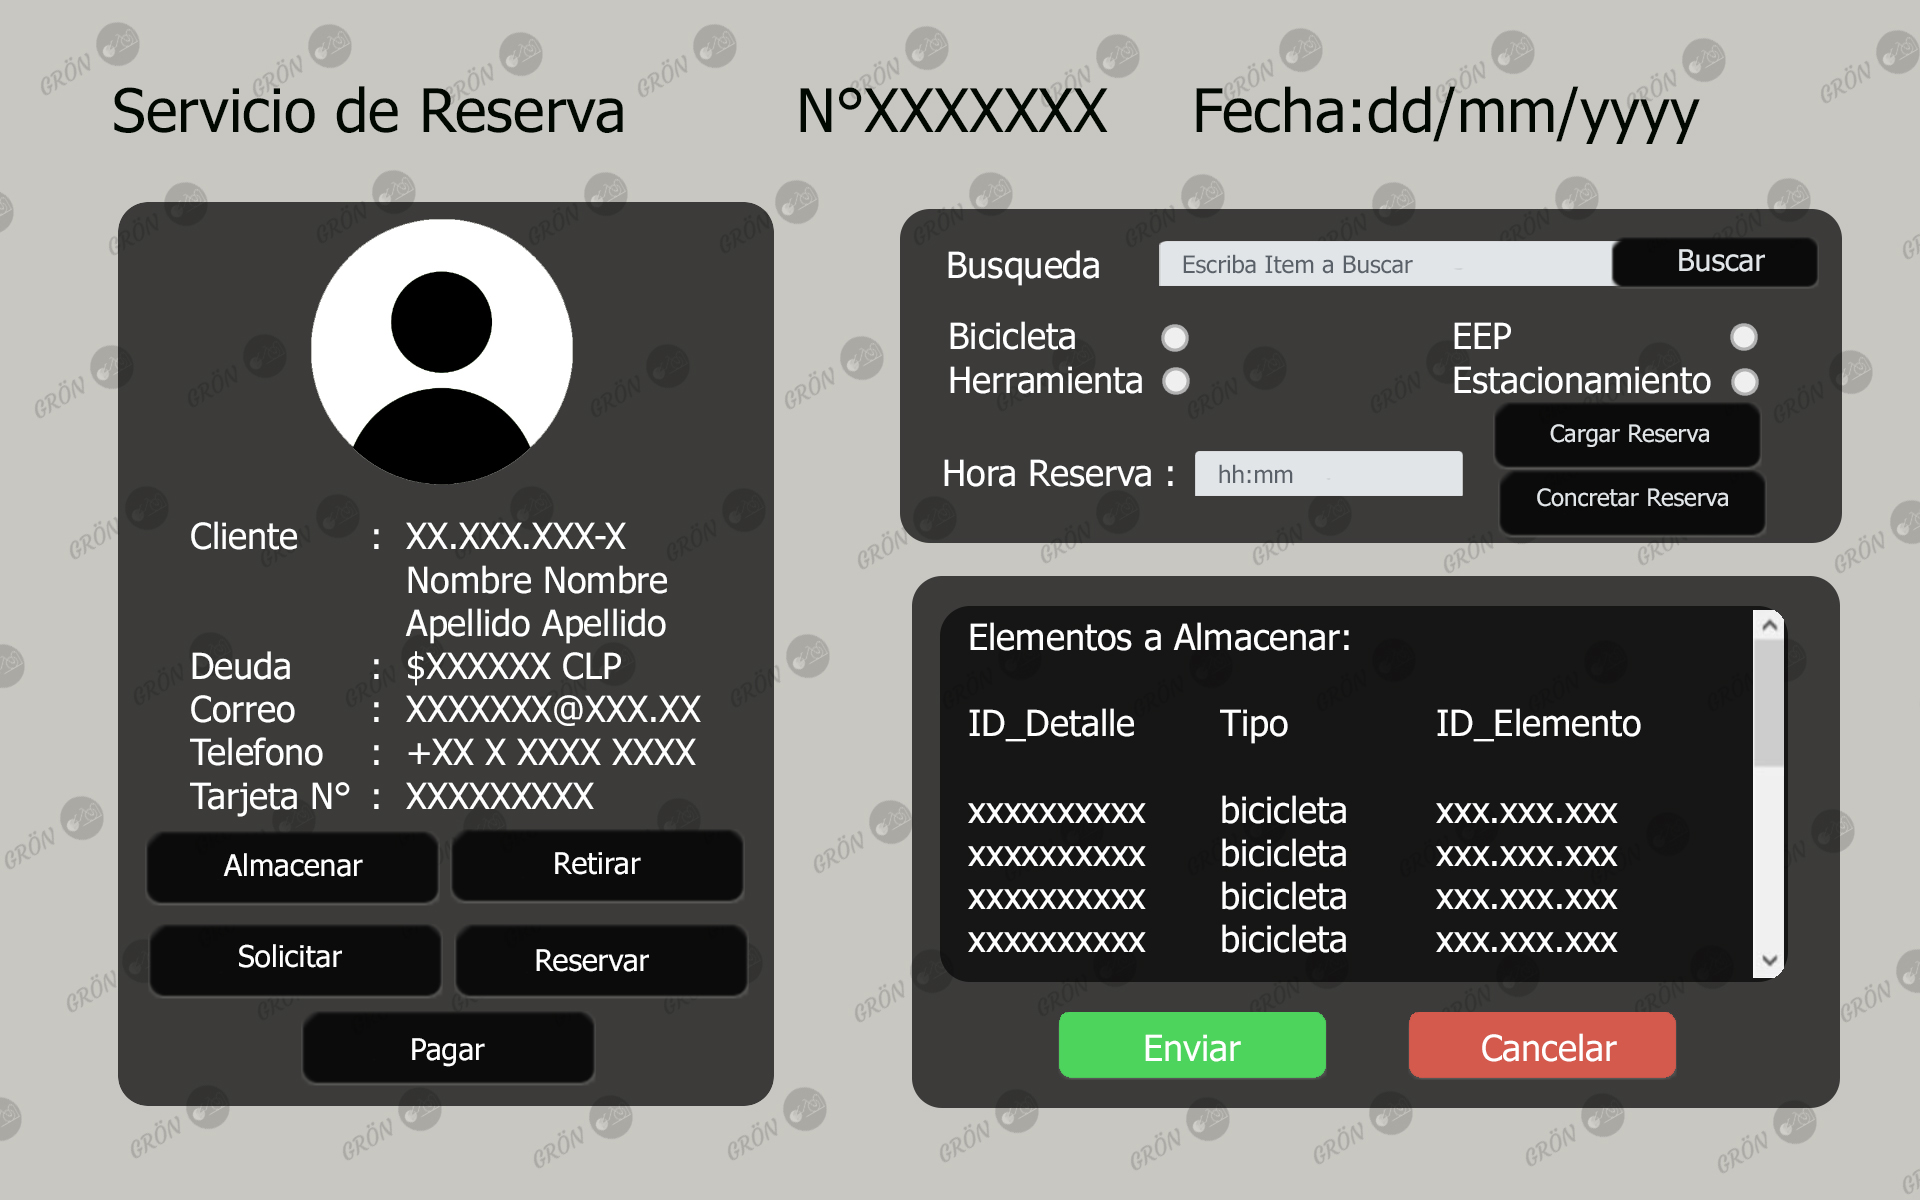 Servicio de Reserva N°XXXXXXX Fecha:dd/mm/yyyy
Cliente : XX.XXX.XXX-X
Nombre Nombre
Apellido Apellido
Deuda : $XXXXXX CLP
Correo : XXXXXXX@XXX.XX
Telefono : +XX X XXXX XXXX
Tarjeta N° : XXXXXXXXX
Almacenar Retirar
Solicitar Reservar
Pagar
Busqueda Escriba Item a Buscar Buscar
Bicicleta EEP
Herramienta Estacionamiento
Cargar Reserva
Hora Reserva : hh:mm
Concretar Reserva
Elementos a Almacenar:
ID_Detalle Tipo ID_Elemento
xxxxxxxxxx bicicleta xxx.xxx.xxx
xxxxxxxxxx bicicleta xxx.xxx.xxx
xxxxxxxxxx bicicleta xxx.xxx.xxx
xxxxxxxxxx bicicleta xxx.xxx.xxx
Enviar Cancelar
GRÖN